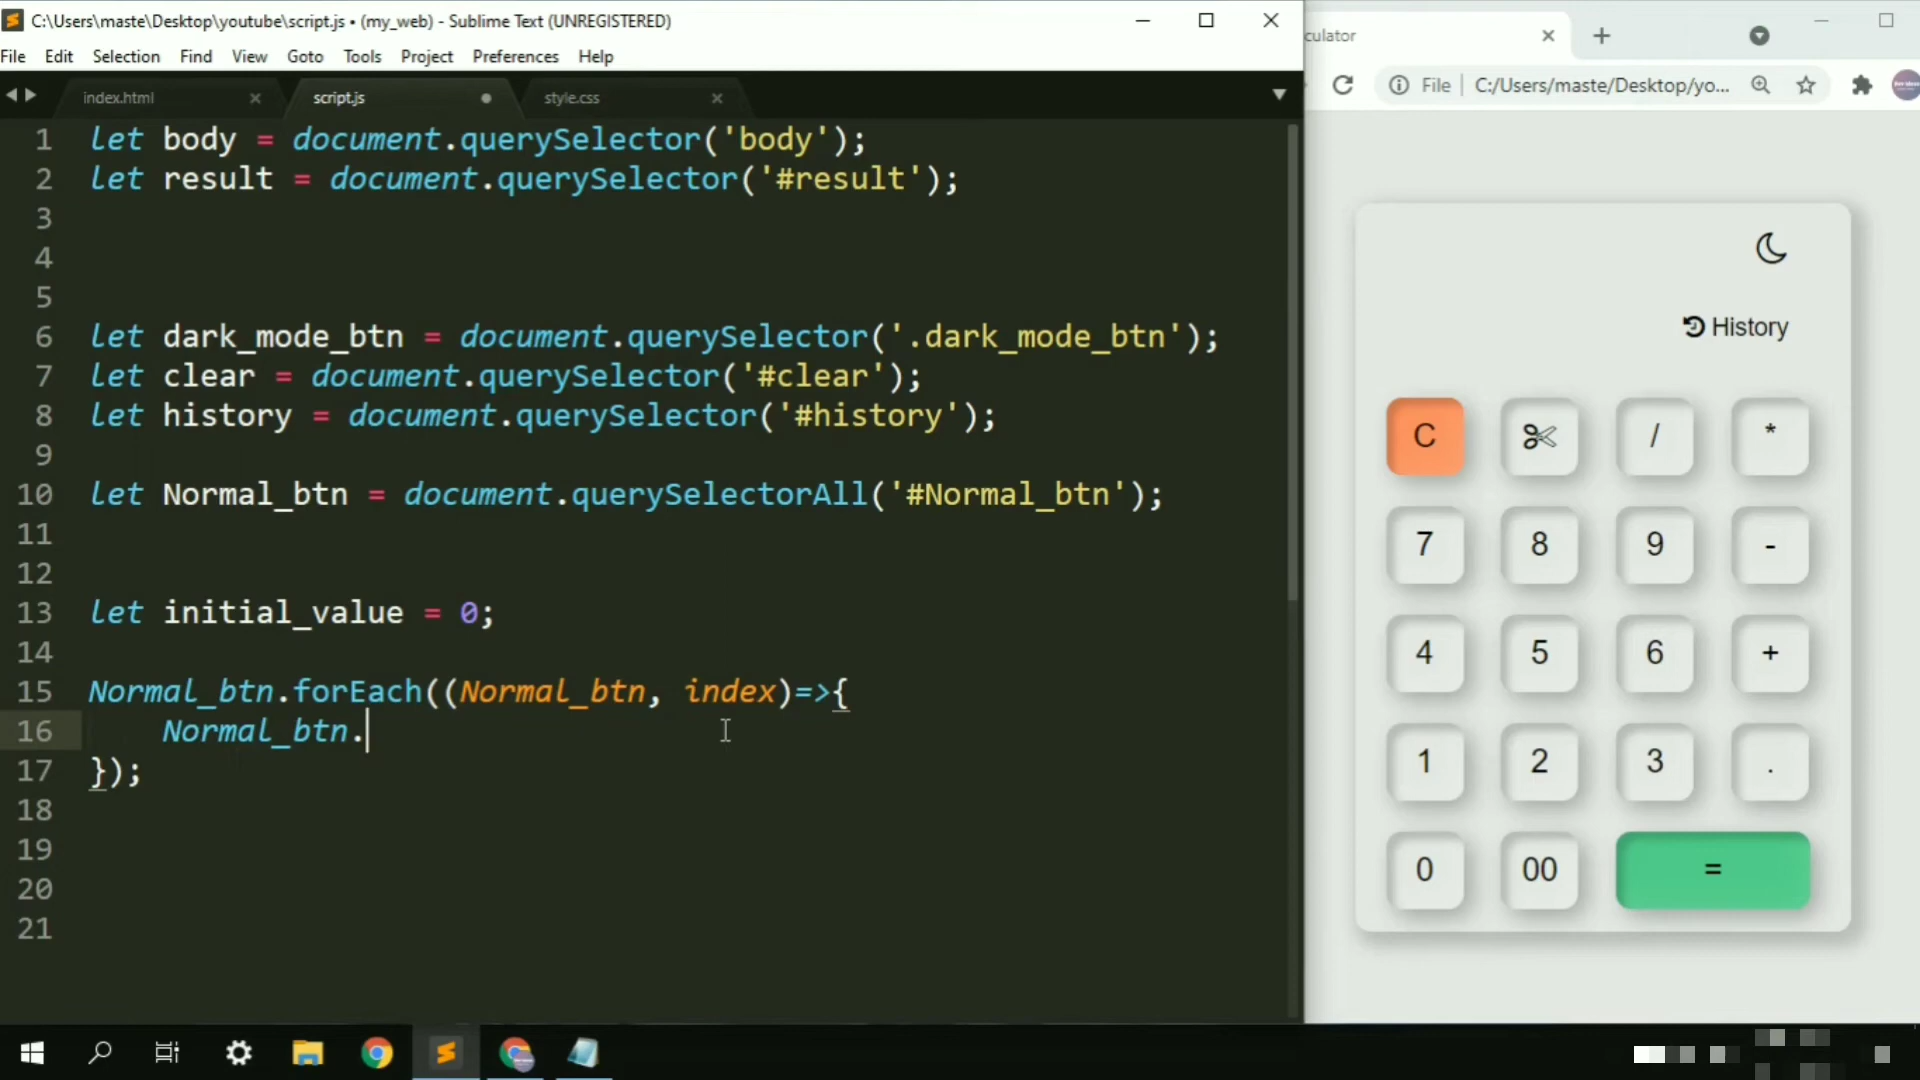 C:\Users\maste\Desktop\youtube\script.js • (my_web) - Sublime Text (UNREGISTERED)
File Edit Selection Find View Goto Tools Project Preferences Help
index.html script.js style.css
1 let body = document.querySelector('body');
2 let result = document.querySelector('#result');
3
4
5
6 let dark_mode_btn = document.querySelector('.dark_mode_btn');
7 let clear = document.querySelector('#clear');
8 let history = document.querySelector('#history');
9
10 let Normal_btn = document.querySelectorAll('#Normal_btn');
11
12
13 let initial_value = 0;
14
15 Normal_btn.forEach((Normal_btn, index)=>{
16 Normal_btn.
17 });
18
19
20
21
culator
File C:/Users/maste/Desktop/yo...
History
C / *
7 8 9 -
4 5 6 +
1 2 3 .
0 00 =